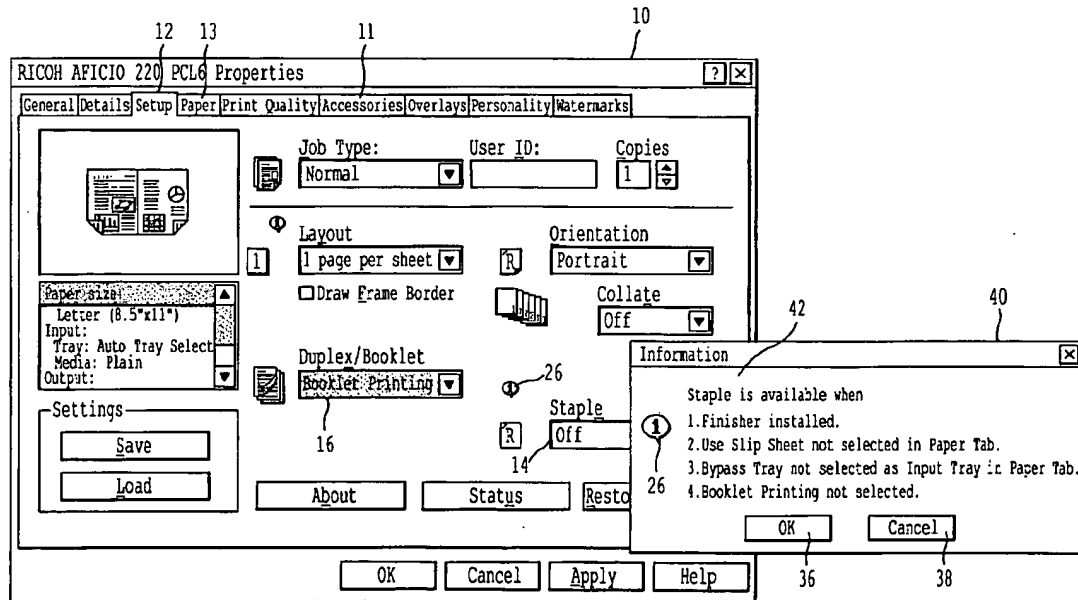 10
12 13 11
RICOH AFICIO 220 PCL6 Properties ?
General Details Setup Paper Print Quality Accessories Overlays Personality Watermarks
Job Type: User ID: Copies
Normal 1
Layout Orientation
1 1 page per sheet R Portrait
Draw Frame Border Collate
Off
Paper size:
Letter (8.5"x11")
Input:
Tray: Auto Tray Select
Media: Plain
Output:
Duplex/Booklet
Booklet Printing
16
26
Staple
R Off
14
Settings
Save
Load
About Status Resto
OK Cancel Apply Help
42 40
Information
Staple is available when
1.Finisher installed.
2.Use Slip Sheet not selected in Paper Tab.
3.Bypass Tray not selected as Input Tray in Paper Tab.
4.Booklet Printing not selected.
26
OK Cancel
36 38